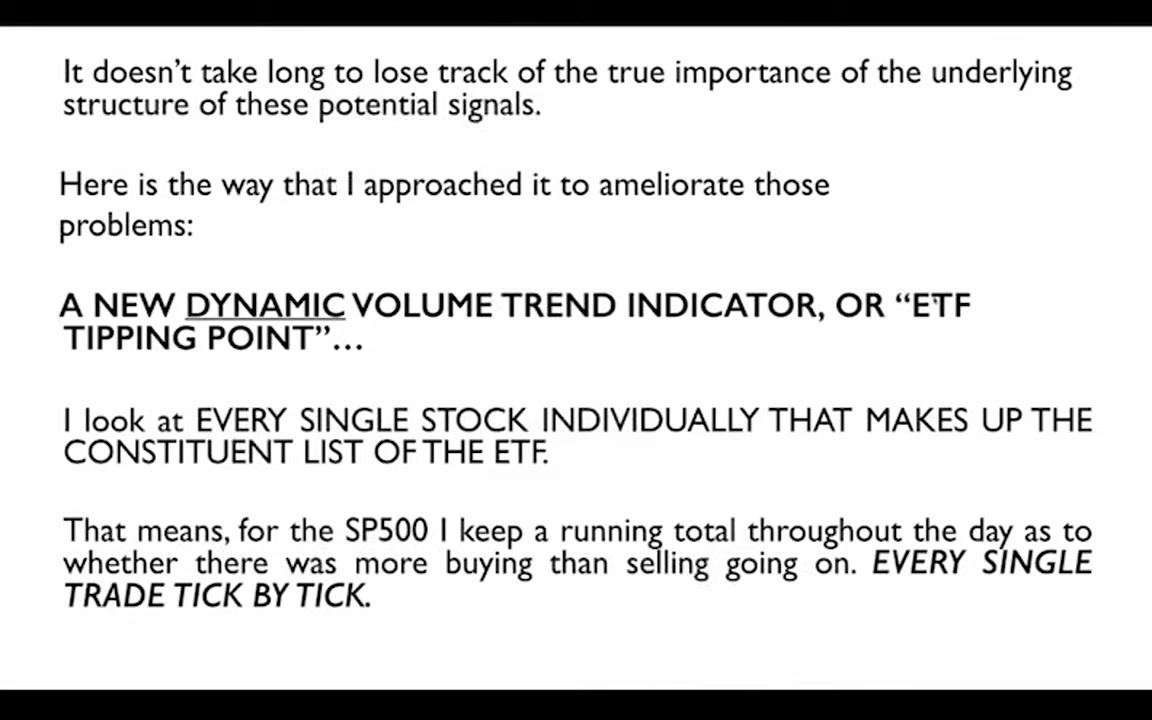 It doesn’t take long to lose track of the true importance of the underlying
structure of these potential signals.
Here is the way that I approached it to ameliorate those
problems:
A NEW DYNAMIC VOLUME TREND INDICATOR, OR “ETF
TIPPING POINT”…
I look at EVERY SINGLE STOCK INDIVIDUALLY THAT MAKES UP THE
CONSTITUENT LIST OF THE ETF.
That means, for the SP500 I keep a running total throughout the day as to
whether there was more buying than selling going on. EVERY SINGLE
TRADE TICK BY TICK.